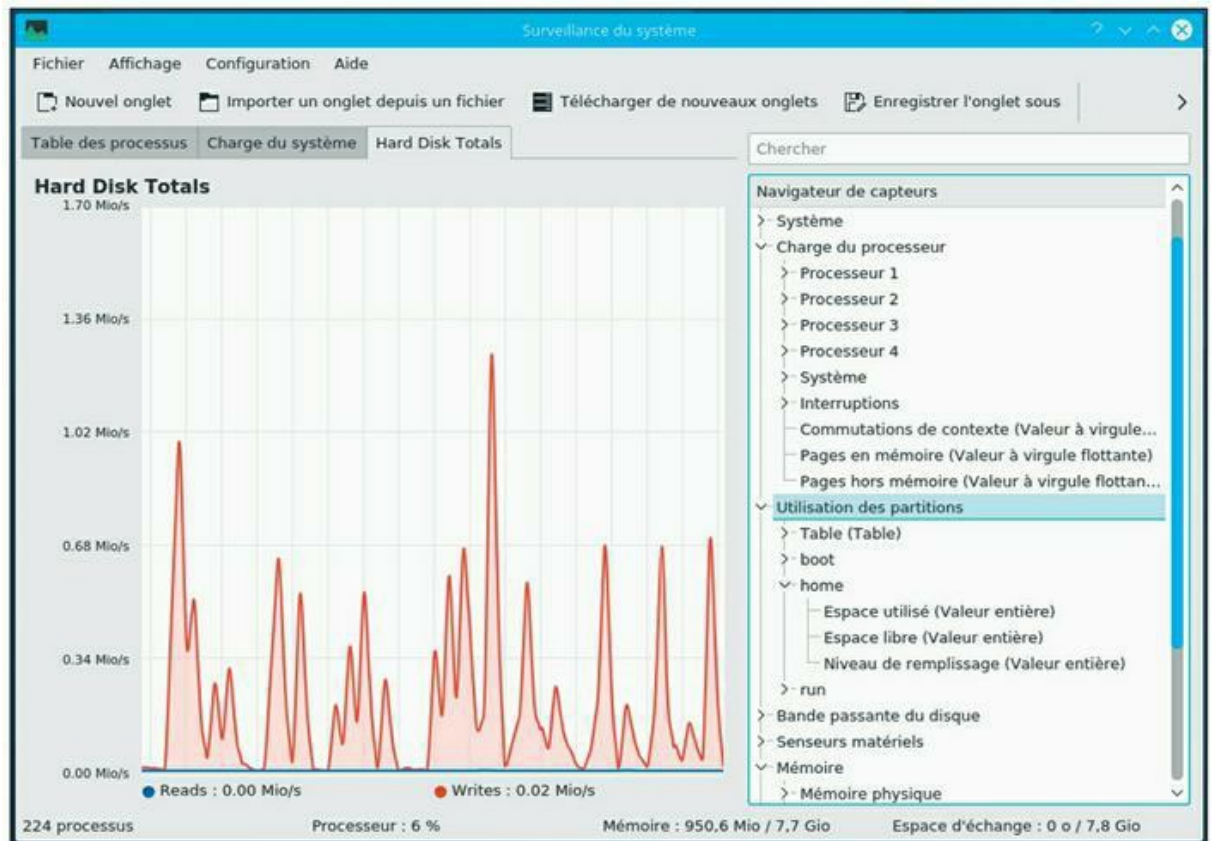 Surveillance du système
Fichier Affichage Configuration Aide
Nouvel onglet Importer un onglet depuis un fichier Télécharger de nouveaux onglets Enregistrer l'onglet sous
Table des processus Charge du système Hard Disk Totals
Chercher
Hard Disk Totals
1.70 Mio/s
1.36 Mio/s
1.02 Mio/s
0.68 Mio/s
0.34 Mio/s
0.00 Mio/s
Reads : 0.00 Mio/s Writes : 0.02 Mio/s
Navigateur de capteurs
Système
Charge du processeur
Processeur 1
Processeur 2
Processeur 3
Processeur 4
Système
Interruptions
Commutations de contexte (Valeur à virgule...
Pages en mémoire (Valeur à virgule flottante)
Pages hors mémoire (Valeur à virgule flottan...
Utilisation des partitions
Table (Table)
boot
home
Espace utilisé (Valeur entière)
Espace libre (Valeur entière)
Niveau de remplissage (Valeur entière)
run
Bande passante du disque
Senseurs matériels
Mémoire
Mémoire physique
224 processus Processeur : 6 % Mémoire : 950,6 Mio / 7,7 Gio Espace d'échange : 0 o / 7,8 Gio